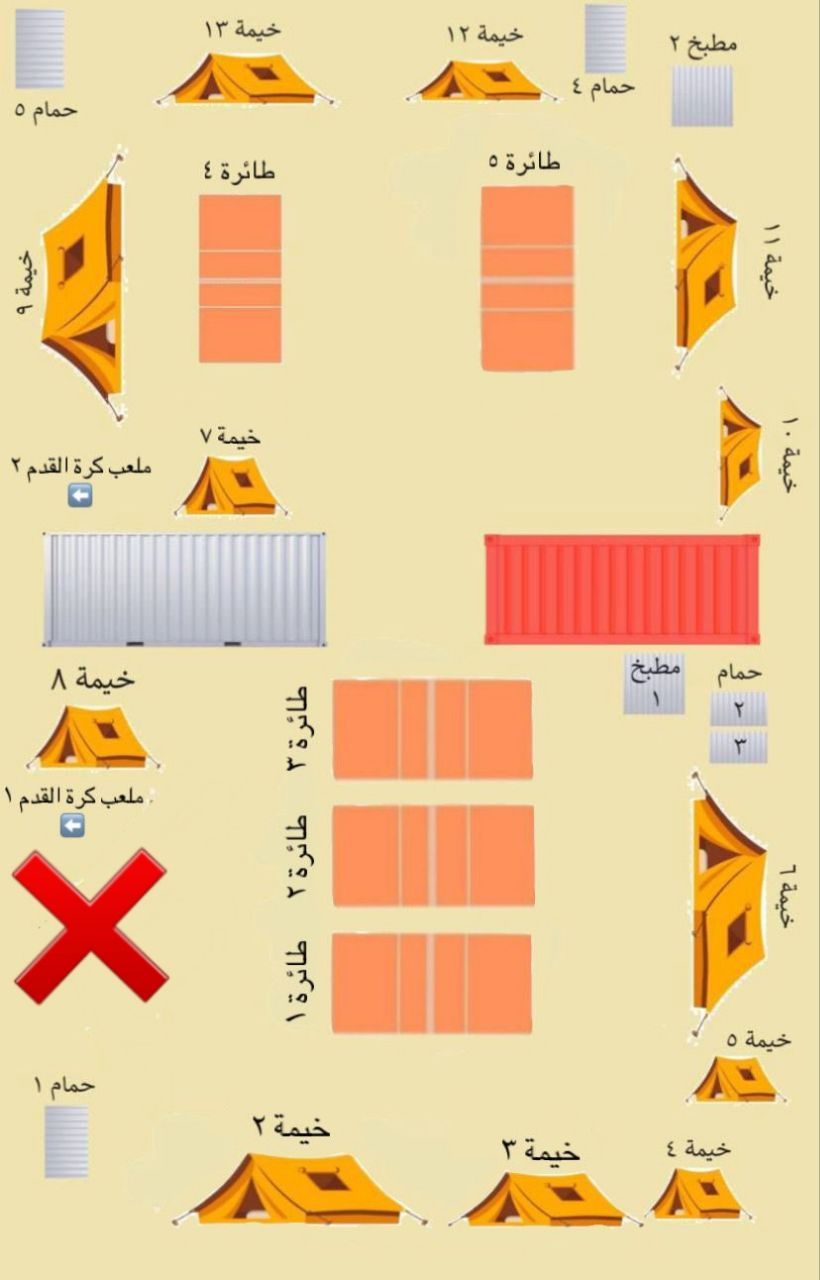 خيمة ١٣
خيمة ١٢
حمام ٤
مطبخ ٢
حمام ٥
طائرة ٤
طائرة ٥
خيمة ٩
خيمة ١١
خيمة ١٠
خيمة ٧
ملعب كرة القدم ٢
خيمة ٨
مطبخ
١
حمام
٢
٣
طائرة ٣
ملعب كرة القدم ١
طائرة ٢
خيمة ٦
طائرة ١
خيمة ٥
حمام ١
خيمة ٢
خيمة ٣
خيمة ٤